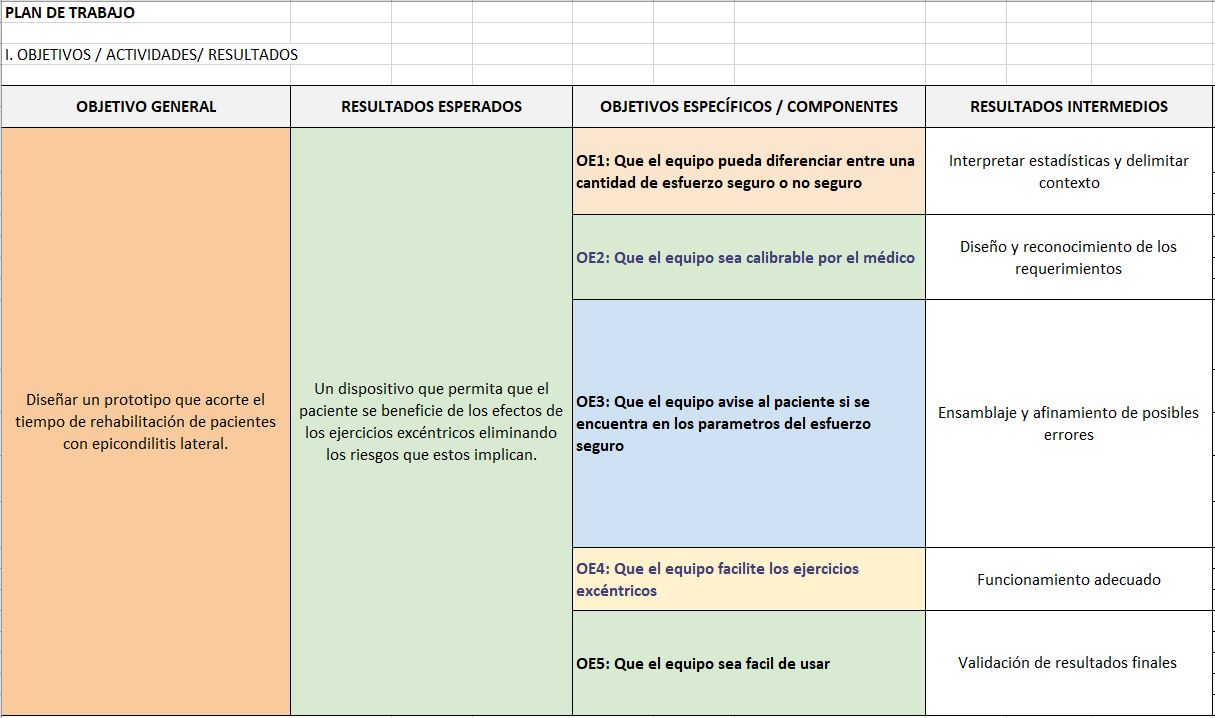 PLAN DE TRABAJO
I. OBJETIVOS / ACTIVIDADES/ RESULTADOS
OBJETIVO GENERAL
RESULTADOS ESPERADOS
OBJETIVOS ESPECÍFICOS / COMPONENTES
RESULTADOS INTERMEDIOS
Diseñar un prototipo que acorte el
tiempo de rehabilitación de pacientes
con epicondilitis lateral.
Un dispositivo que permita que el
paciente se beneficie de los efectos de
los ejercicios excéntricos eliminando
los riesgos que estos implican.
OE1: Que el equipo pueda diferenciar entre una
cantidad de esfuerzo seguro o no seguro
Interpretar estadísticas y delimitar
contexto
OE2: Que el equipo sea calibrable por el médico
Diseño y reconocimiento de los
requerimientos
OE3: Que el equipo avise al paciente si se
encuentra en los parametros del esfuerzo
seguro
Ensamblaje y afinamiento de posibles
errores
OE4: Que el equipo facilite los ejercicios
excéntricos
Funcionamiento adecuado
OE5: Que el equipo sea facil de usar
Validación de resultados finales